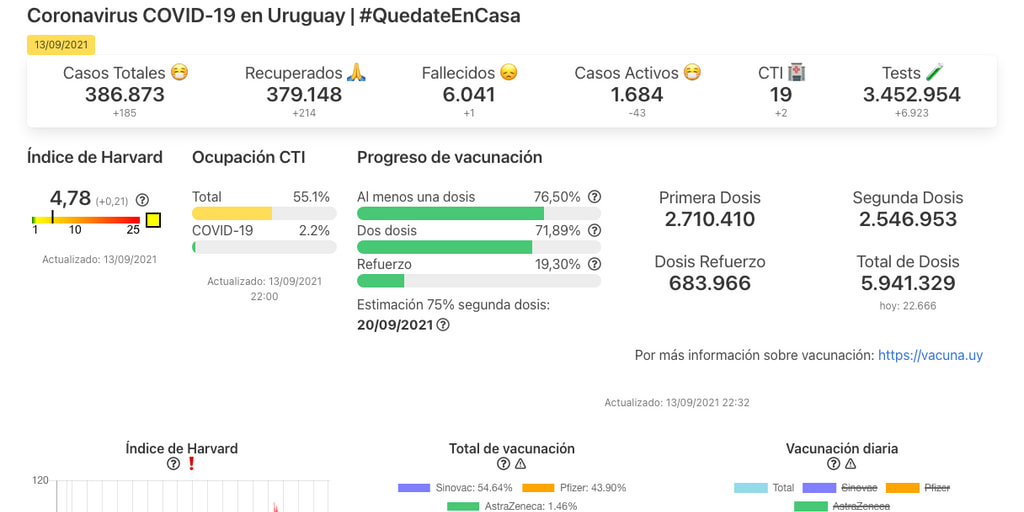 Coronavirus COVID-19 en Uruguay | #QuedateEnCasa
13/09/2021
Casos Totales 😷 Recuperados 🙏 Fallecidos 😞 Casos Activos 😷 CTI 🏥 Tests 🧪
386.873 379.148 6.041 1.684 19 3.452.954
+185 +214 +1 -43 +2 +6.923
Índice de Harvard Ocupación CTI Progreso de vacunación
4,78 (+0,21)
1 10 25
Actualizado: 13/09/2021
Total 55.1%
COVID-19 2.2%
Actualizado: 13/09/2021
22:00
Al menos una dosis 76,50%
Dos dosis 71,89%
Refuerzo 19,30%
Estimación 75% segunda dosis:
20/09/2021
Primera Dosis Segunda Dosis
2.710.410 2.546.953
Dosis Refuerzo Total de Dosis
683.966 5.941.329
hoy: 22.666
Por más información sobre vacunación: https://vacuna.uy
Actualizado: 13/09/2021 22:32
Índice de Harvard
120
Total de vacunación
Sinovac: 54.64% Pfizer: 43.90%
AstraZeneca: 1.46%
Vacunación diaria
Total Sinovac Pfizer
AstraZeneca